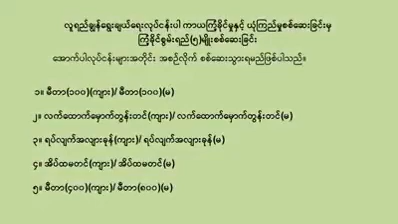 လူရည်ချွန်ရွေးချယ်ရေးလုပ်ငန်းပါ ကာယကြံ့ခိုင်မှုနှင့် ယုံကြည်မှုစစ်ဆေးခြင်းမှ
ကြံ့ခိုင်စွမ်းရည်(၅)မျိုးစစ်ဆေးခြင်း
အောက်ပါလုပ်ငန်းများအတိုင်း အစဉ်လိုက် စစ်ဆေးသွားရမည်ဖြစ်ပါသည်။
၁။ မီတာ(၁၀၀)(ကျား)/ မီတာ(၁၀၀)(မ)
၂။ လက်ထောက်မှောက်တွန်းတင်(ကျား)/ လက်ထောက်မှောက်တွန်းတင်(မ)
၃။ ရပ်လျက်အလျားခုန်(ကျား)/ ရပ်လျက်အလျားခုန်(မ)
၄။ အိပ်ထမတင်(ကျား)/ အိပ်ထမတင်(မ)
၅။ မီတာ(၄၀၀)(ကျား)/ မီတာ(၈၀၀)(မ)